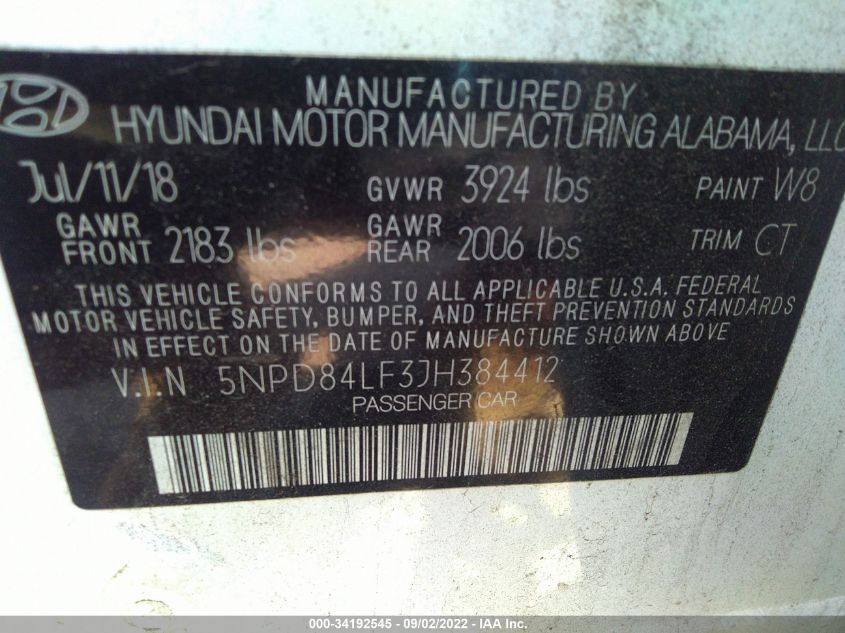 MANUFACTURED BY
HYUNDAI MOTOR MANUFACTURING ALABAMA, LLC
Jul/11/18 GVWR 3924 lbs PAINT W8
GAWR FRONT 2183 lbs GAWR REAR 2006 lbs TRIM CT
THIS VEHICLE CONFORMS TO ALL APPLICABLE U.S.A. FEDERAL
MOTOR VEHICLE SAFETY, BUMPER, AND THEFT PREVENTION STANDARDS
IN EFFECT ON THE DATE OF MANUFACTURE SHOWN ABOVE
V.I.N 5NPD84LF3JH384412
PASSENGER CAR
000-34192545 - 09/02/2022 - IAA Inc.